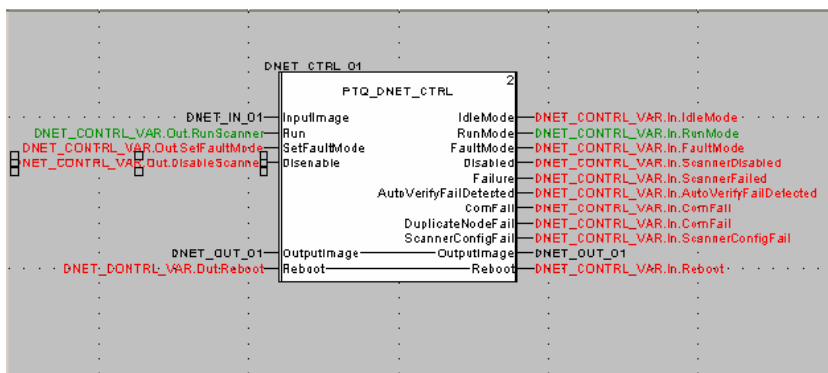 DNET_CTRL_01
2
PTQ_DNET_CTRL
DNET_IN_01 InputImage IdleMode DNET_CONTRL_VAR.In.IdleMode
DNET_CONTRL_VAR.Out.RunScanner Run RunMode DNET_CONTRL_VAR.In.RunMode
DNET_CONTRL_VAR.Out.SetFaultMode SetFaultMode FaultMode DNET_CONTRL_VAR.In.FaultMode
NET_CONTRL_VAR.Out.DisableScanne Disenable Disabled DNET_CONTRL_VAR.In.ScannerDisabled
Failure DNET_CONTRL_VAR.In.ScannerFailed
AutoVerifyFailDetected DNET_CONTRL_VAR.In.AutoVerifyFailDetected
ComFail DNET_CONTRL_VAR.In.ComFail
DuplicateNodeFail DNET_CONTRL_VAR.In.ComFail
ScannerConfigFail DNET_CONTRL_VAR.In.ScannerConfigFail
DNET_OUT_01 OutputImage OutputImage DNET_OUT_01
DNET_CONTRL_VAR.Out.Reboot Reboot Reboot DNET_CONTRL_VAR.In.Reboot